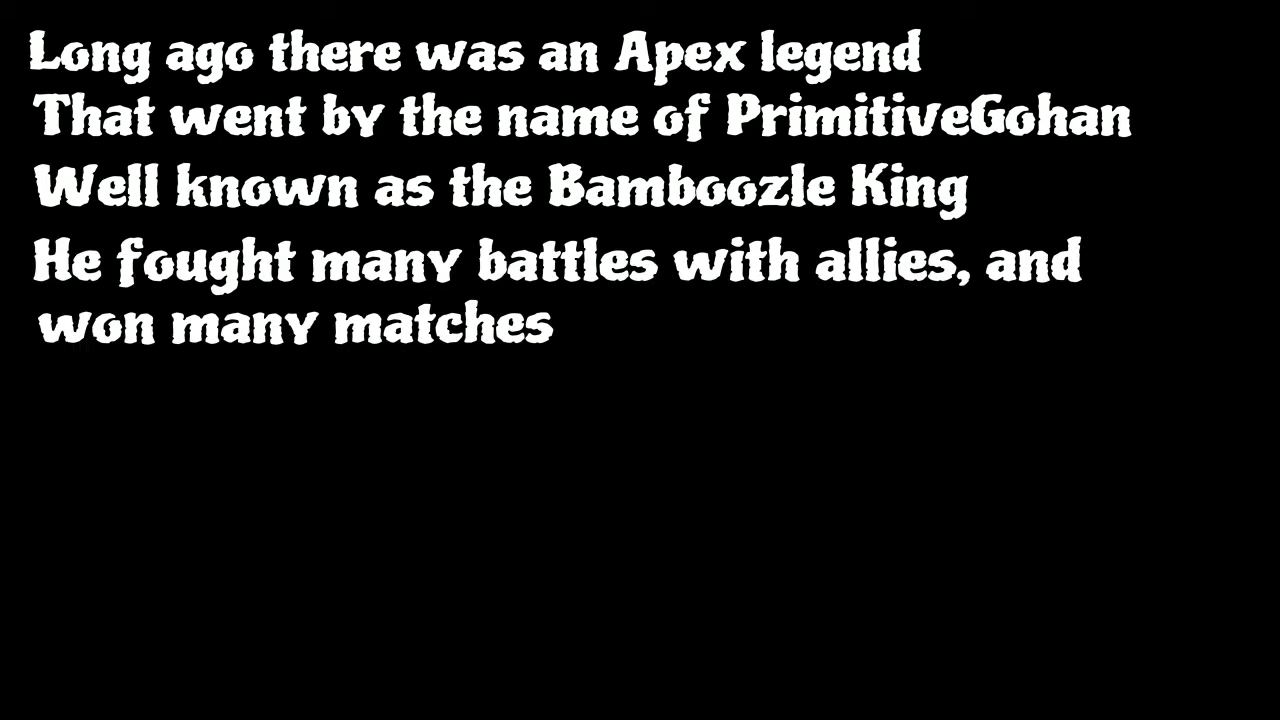 Long ago there was an Apex legend
That went by the name of PrimitiveGohan
Well known as the Bamboozle King
He fought many battles with allies, and
won many matches